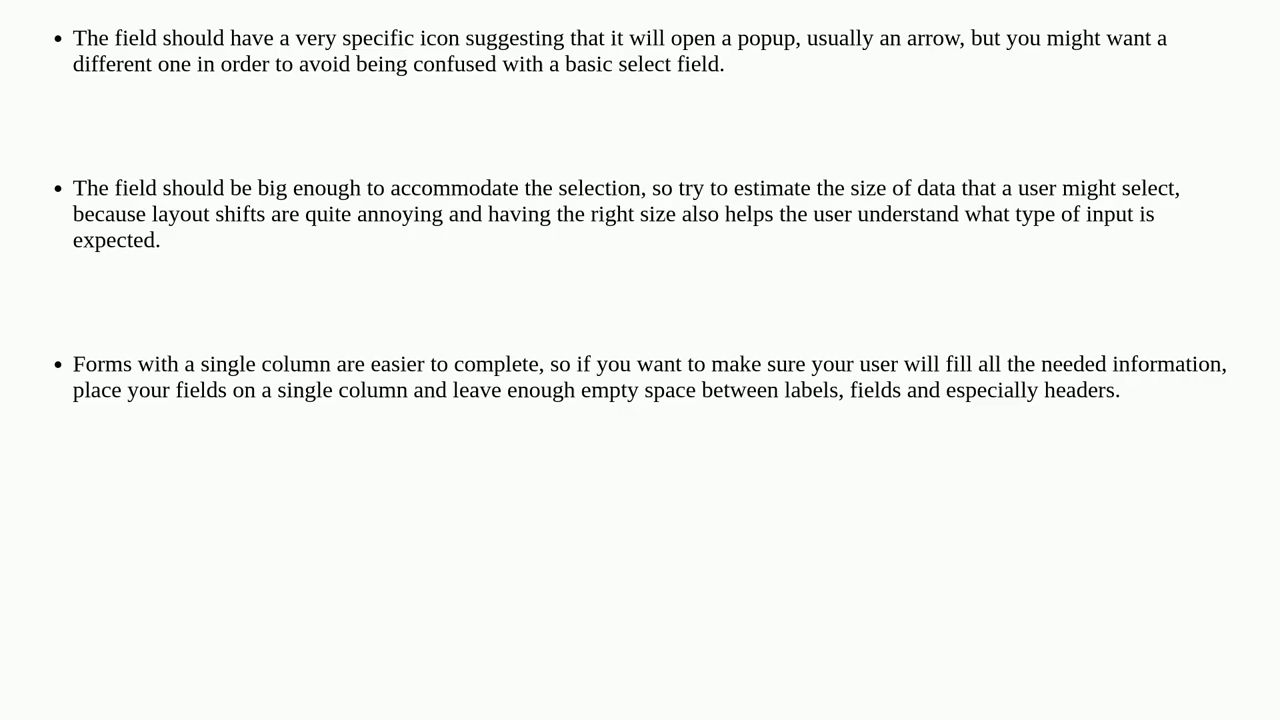 • The field should have a very specific icon suggesting that it will open a popup, usually an arrow, but you might want a
different one in order to avoid being confused with a basic select field.
• The field should be big enough to accommodate the selection, so try to estimate the size of data that a user might select,
because layout shifts are quite annoying and having the right size also helps the user understand what type of input is
expected.
• Forms with a single column are easier to complete, so if you want to make sure your user will fill all the needed information,
place your fields on a single column and leave enough empty space between labels, fields and especially headers.